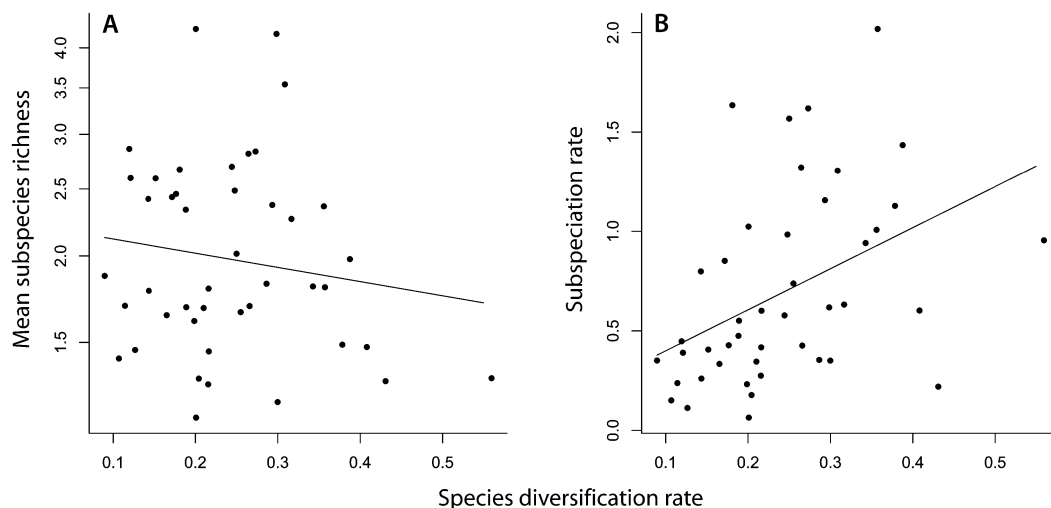 A
Mean subspecies richness
4.0
3.5
3.0
2.5
2.0
1.5
0.1 0.2 0.3 0.4 0.5
B
Subspeciation rate
2.0
1.5
1.0
0.5
0.0
0.1 0.2 0.3 0.4 0.5
Species diversification rate